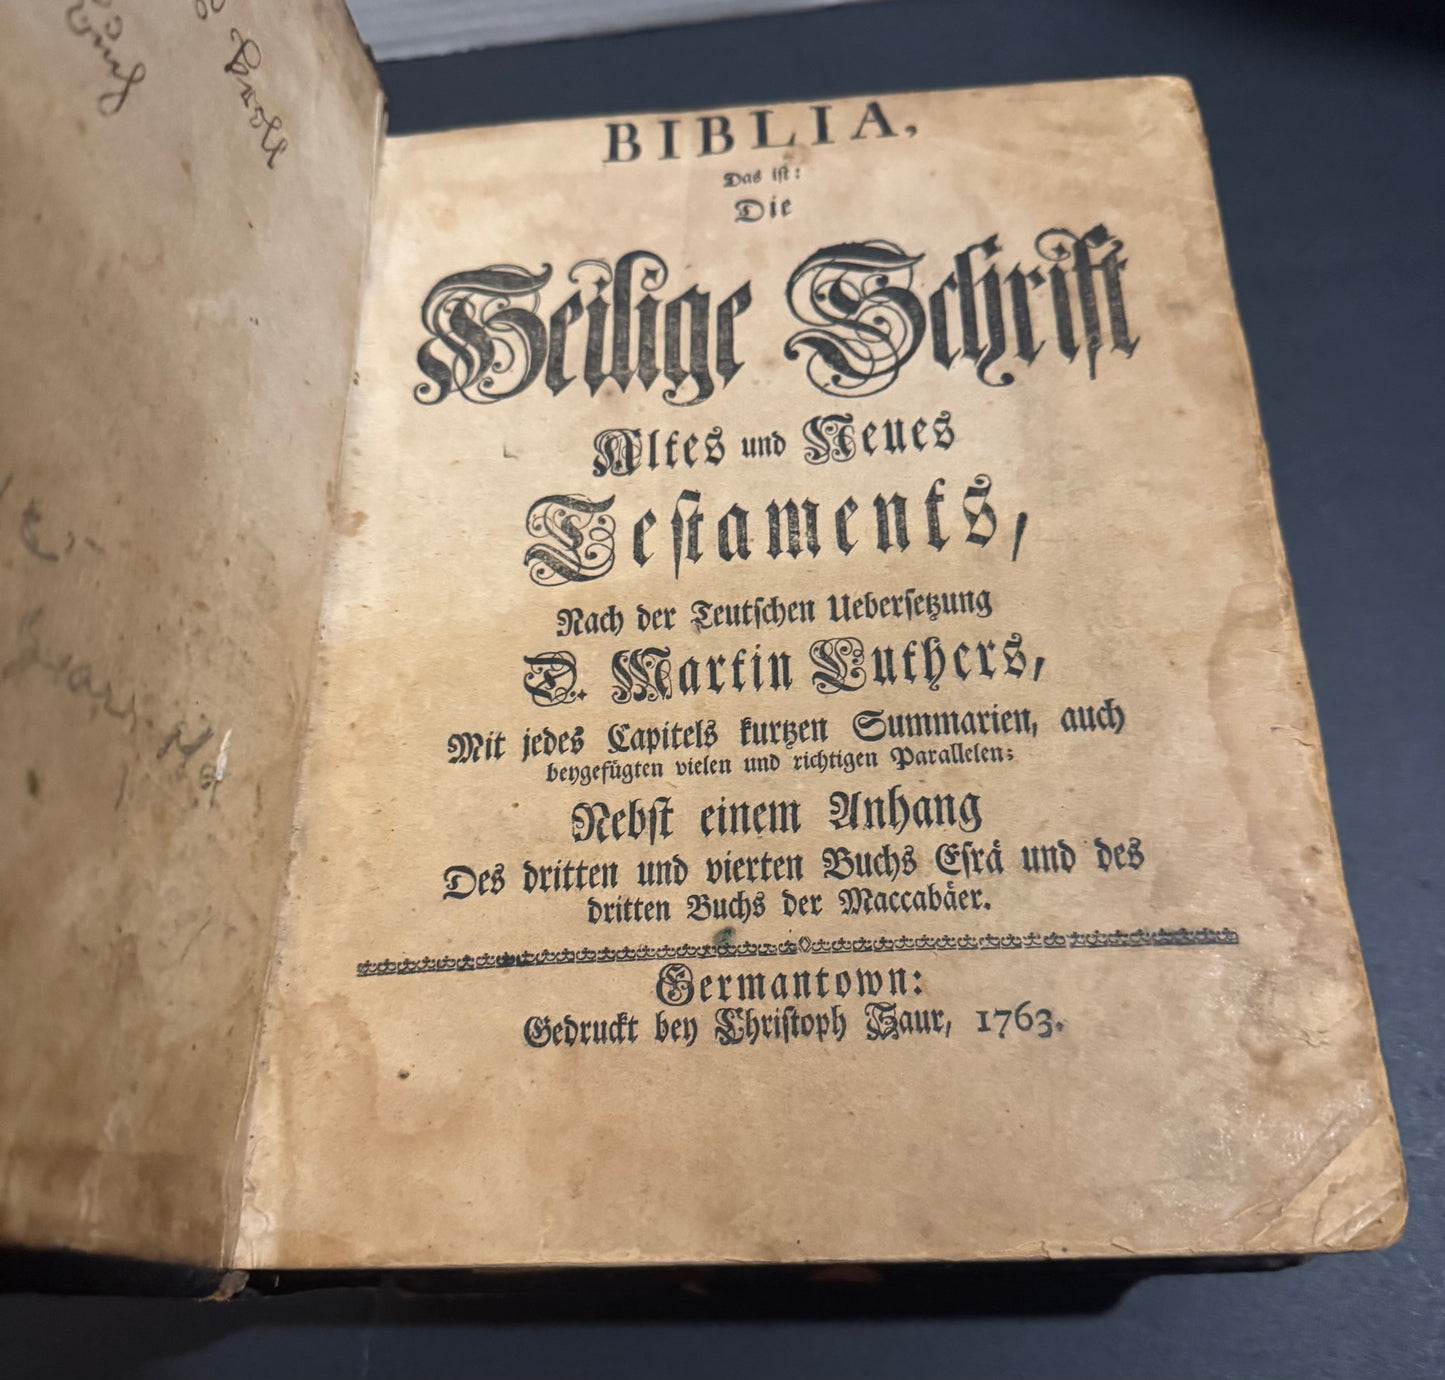 BIBLIA,
Das ist:
Die
Heilige Schrift
Altes und Neues
Testaments,
Nach der Teutschen Uebersetzung
D. Martin Luthers,
Mit jedes Capitels kurtzen Summarien, auch
beygefügten vielen und richtigen Parallelen;
Nebst einem Anhang
Des dritten und vierten Buchs Esrä und des
dritten Buchs der Maccabäer.
Germantown:
Gedruckt bey Christoph Saur, 1763.